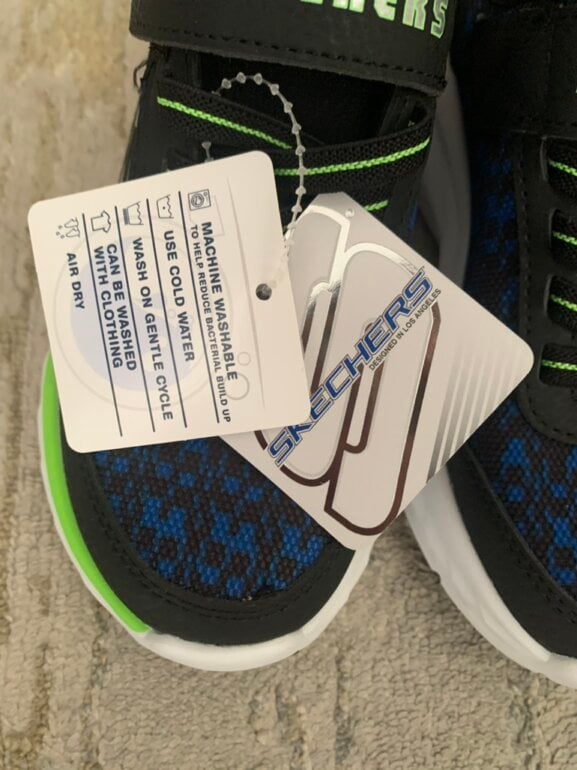 SKECHERS
MACHINE WASHABLE
TO HELP REDUCE BACTERIAL BUILD UP
USE COLD WATER
WASH ON GENTLE CYCLE
CAN BE WASHED
WITH CLOTHING
AIR DRY
SKECHERS
DESIGNED IN LOS ANGELES